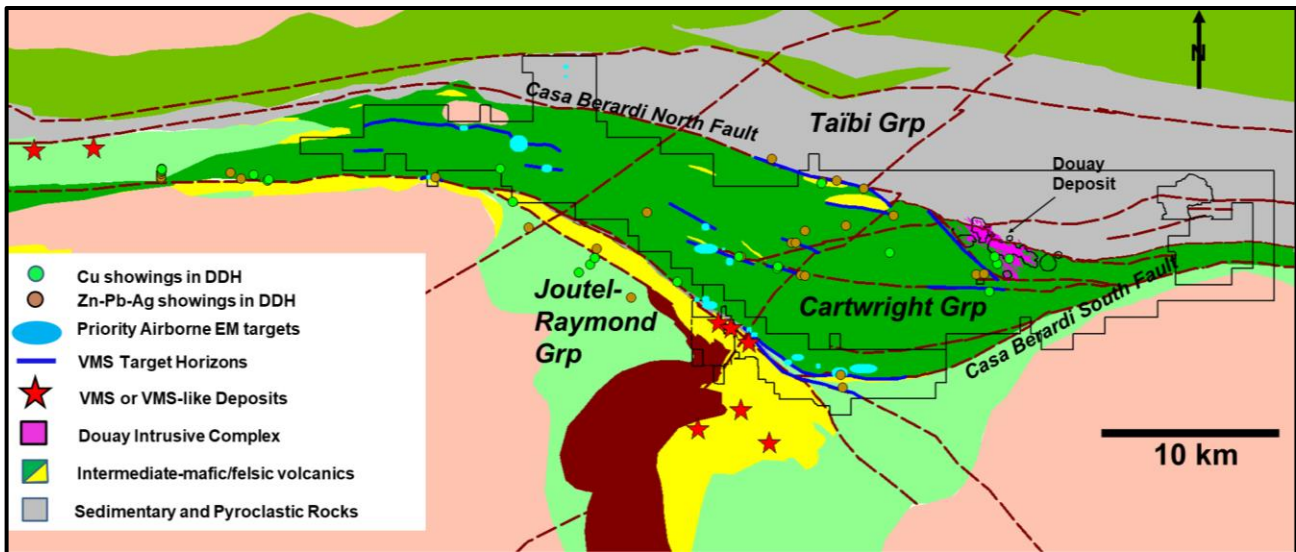 N
Casa Berardi North Fault
Taïbi Grp
Douay
Deposit
Joutel-
Raymond
Grp
Cartwright Grp
Casa Berardi South Fault
10 km
Cu showings in DDH
Zn-Pb-Ag showings in DDH
Priority Airborne EM targets
VMS Target Horizons
VMS or VMS-like Deposits
Douay Intrusive Complex
Intermediate-mafic/felsic volcanics
Sedimentary and Pyroclastic Rocks